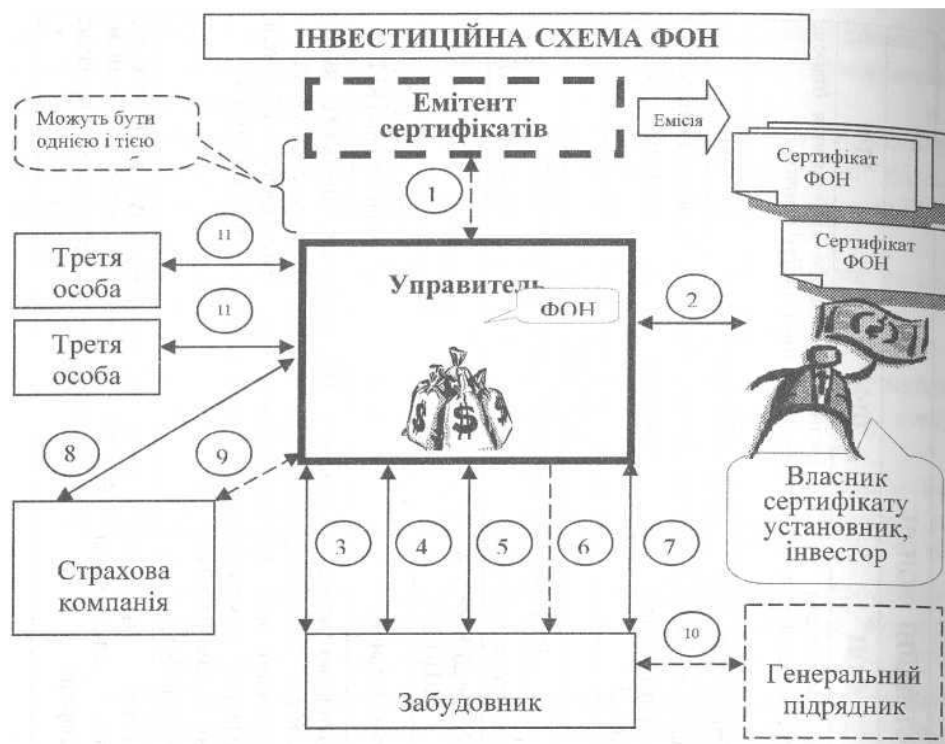 ІНВЕСТИЦІЙНА СХЕМА ФОН
Можуть бути
однією і тією
Емітент
сертифікатів
Емісія
Сертифікат
ФОН
Сертифікат
ФОН
1
Третя
особа
11
Третя
особа
11
Управитель
ФОН
$ $ $
2
8
9
Власник
сертифікату
установник,
інвестор
Страхова
компанія
3
4
5
6
7
Забудовник
10
Генеральний
підрядник